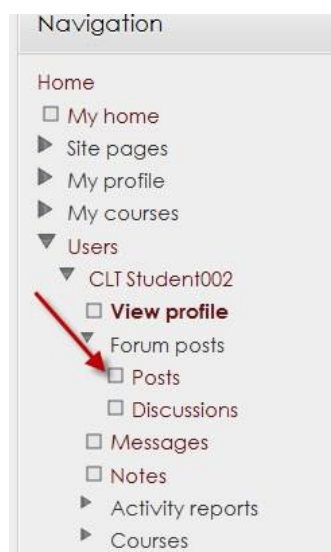 Navigation
Home
My home
Site pages
My profile
My courses
Users
CLT Student002
View profile
Forum posts
Posts
Discussions
Messages
Notes
Activity reports
Courses